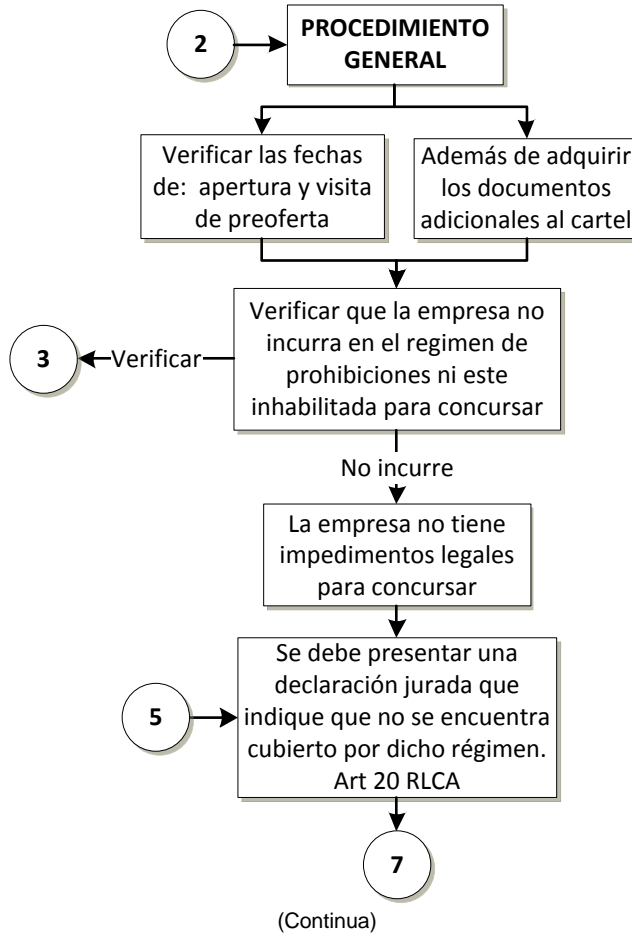 2
PROCEDIMIENTO
GENERAL
Verificar las fechas
de: apertura y visita
de preoferta
Además de adquirir
los documentos
adicionales al cartel
Verificar que la empresa no
incurra en el regimen de
prohibiciones ni este
inhabilitada para concursar
Verificar
3
No incurre
La empresa no tiene
impedimentos legales
para concursar
5
Se debe presentar una
declaración jurada que
indique que no se encuentra
cubierto por dicho régimen.
Art 20 RLCA
7
(Continua)